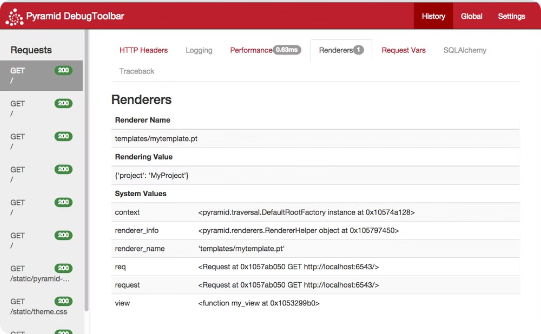 Pyramid DebugToolbar
History Global Settings
Requests
GET 200
/
GET 200
/
GET 200
/
GET 200
/
GET 200
/
GET 200
/
GET 200
/static/pyramid-...
GET 200
/static/theme.css
GET 200
HTTP Headers Logging Performance 0.63ms Renderers 1 Request Vars SQLAlchemy
Traceback
Renderers
Renderer Name
templates/mytemplate.pt
Rendering Value
{'project': 'MyProject'}
System Values
context <pyramid.traversal.DefaultRootFactory instance at 0x10574a128>
renderer_info <pyramid.renderers.RendererHelper object at 0x105797450>
renderer_name 'templates/mytemplate.pt'
req <Request at 0x1057ab050 GET http://localhost:6543/>
request <Request at 0x1057ab050 GET http://localhost:6543/>
view <function my_view at 0x1053299b0>